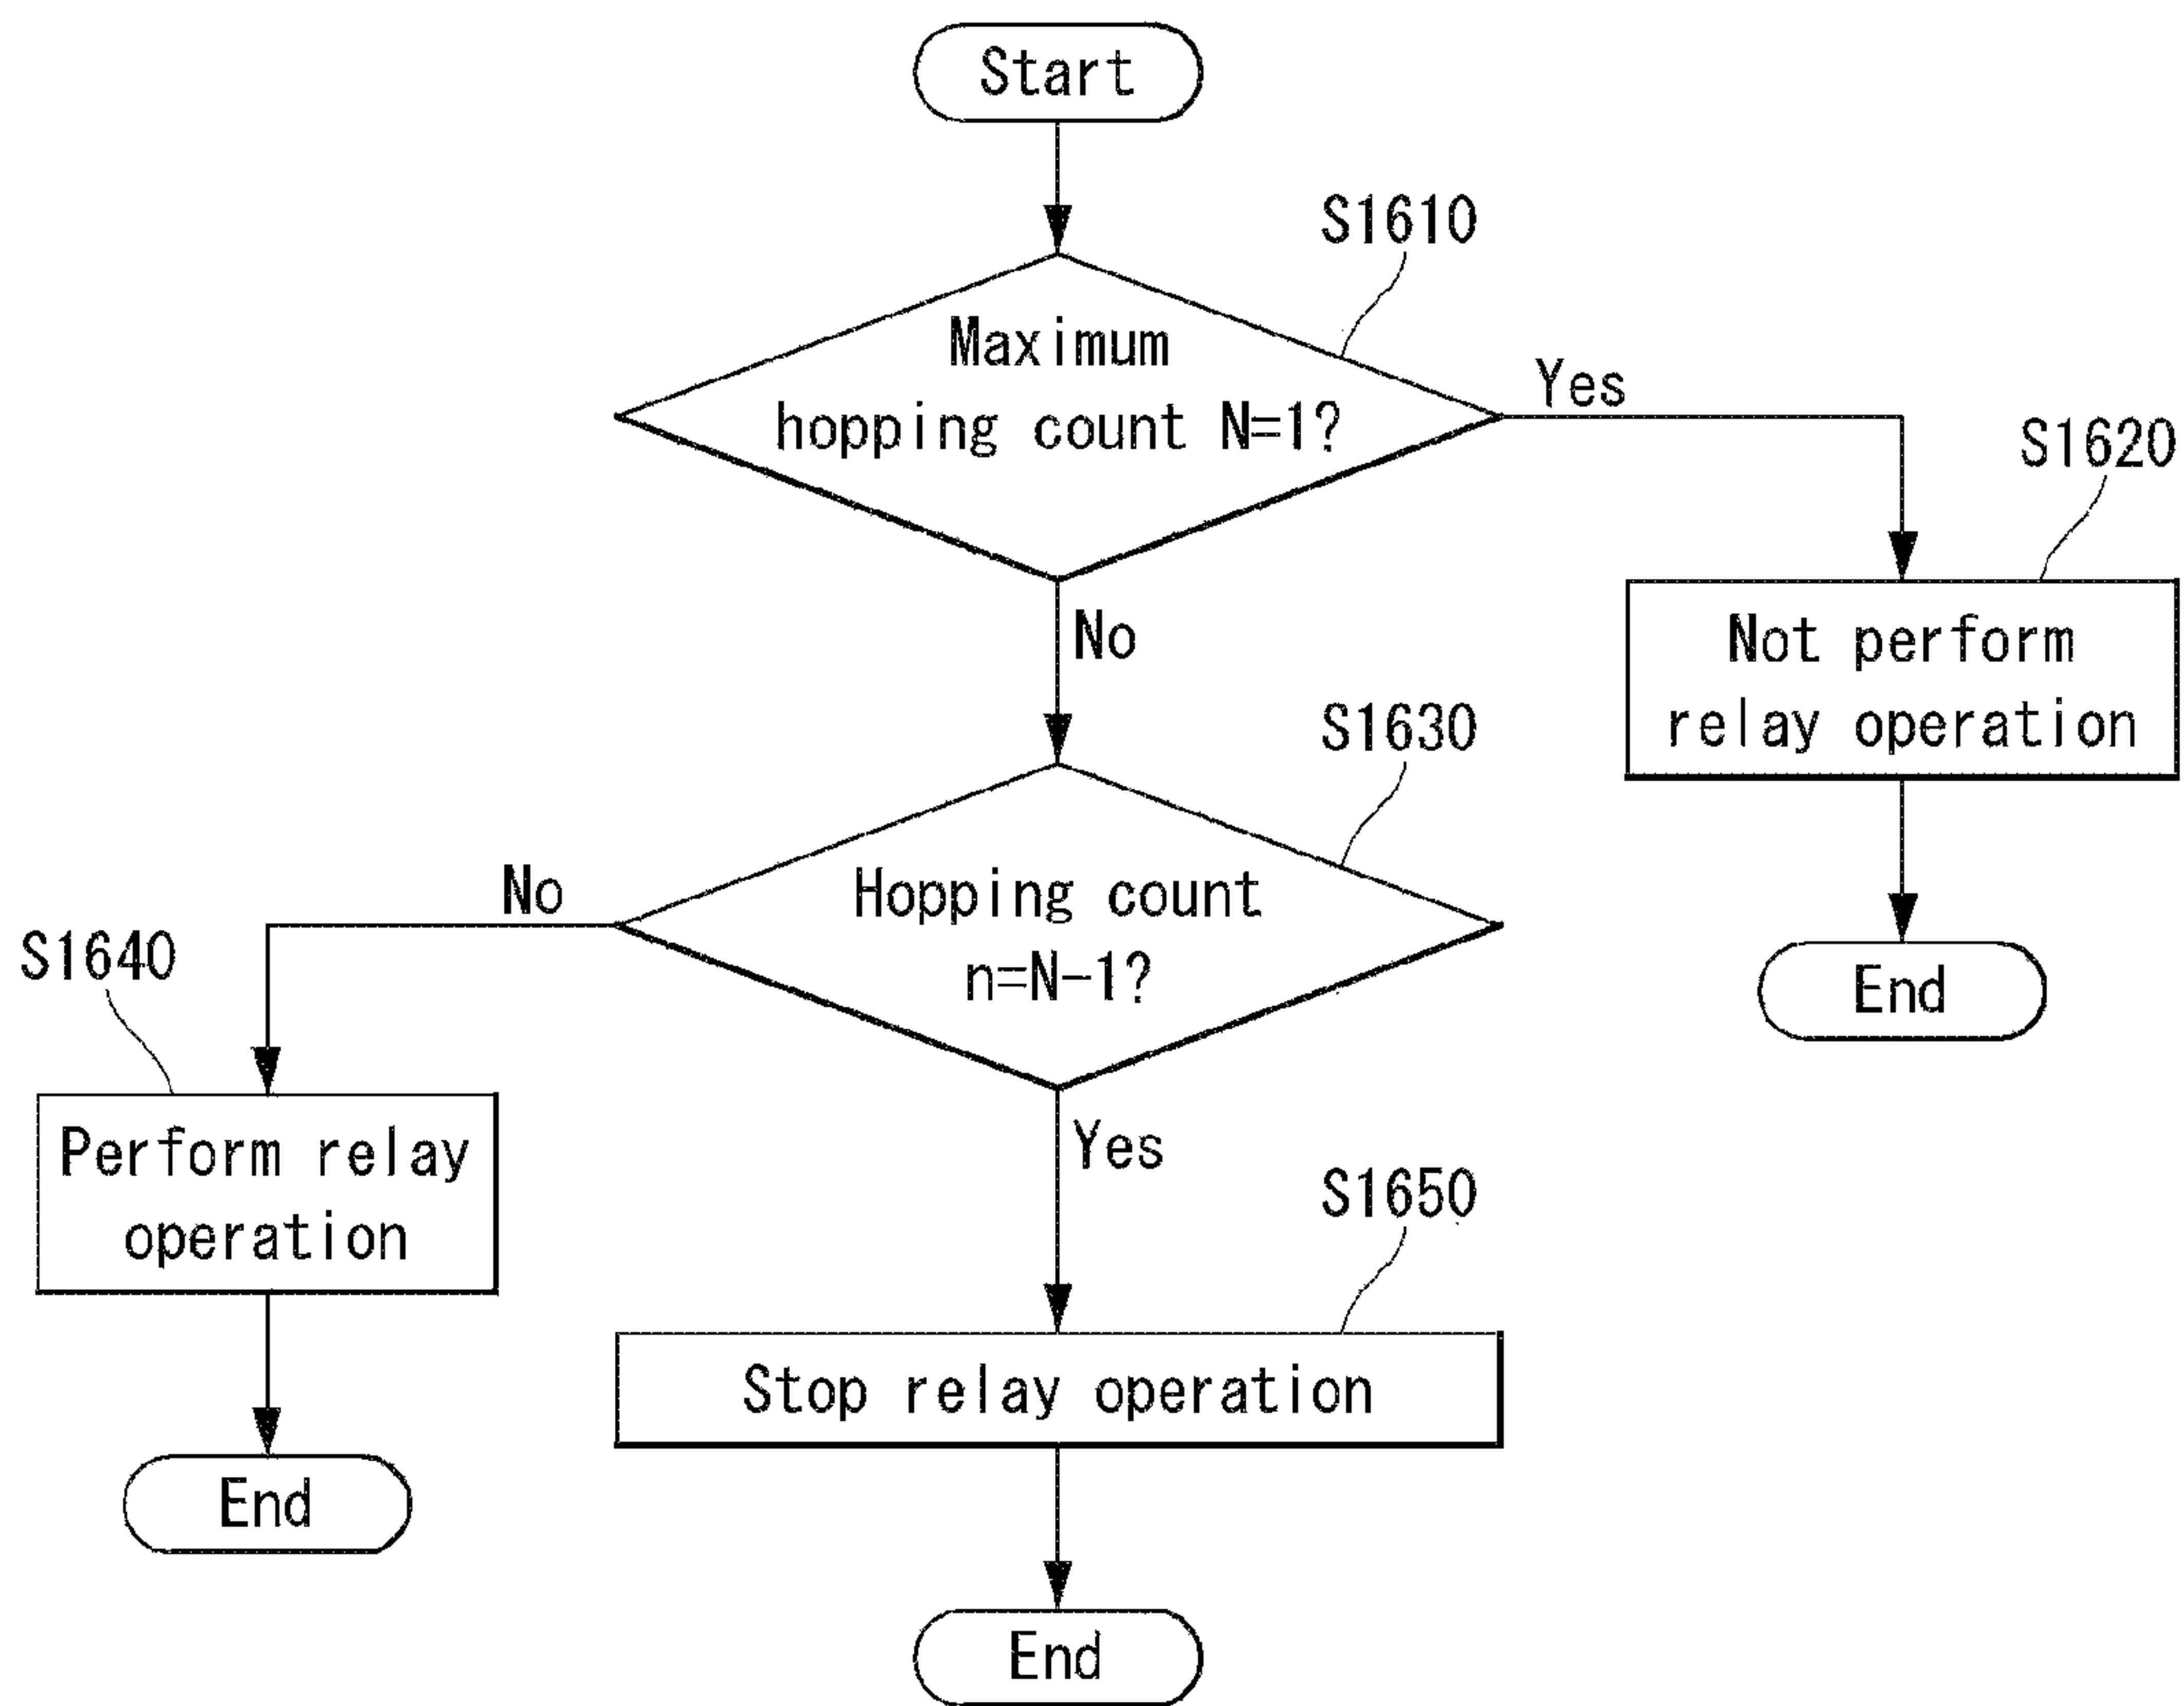 Start
S1610
Maximum
hopping count N=1?
Yes
S1620
No
Not perform
relay operation
S1630
No
Hopping count
n=N-1?
S1640
End
Perform relay
operation
Yes
S1650
Stop relay operation
End
End